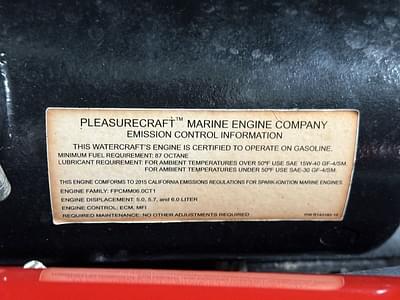 PLEASURECRAFT™ MARINE ENGINE COMPANY
EMISSION CONTROL INFORMATION
THIS WATERCRAFT'S ENGINE IS CERTIFIED TO OPERATE ON GASOLINE.
MINIMUM FUEL REQUIREMENT: 87 OCTANE
LUBRICANT REQUIREMENT: FOR AMBIENT TEMPERATURES OVER 50ºF USE SAE 15W-40 GF-4/SM.
FOR AMBIENT TEMPERATURES UNDER 50ºF USE SAE-30 GF-4/SM.
THIS ENGINE COMFORMS TO 2015 CALIFORNIA EMISSIONS REGULATIONS FOR SPARK-IGNITION MARINE ENGINES.
ENGINE FAMILY: FPCMM06.0CT1
ENGINE DISPLACEMENT: 5.0, 5.7, and 6.0 LITER
ENGINE CONTROL: ECM, MFI
REQUIRED MAINTENANCE: NO OTHER ADJUSTMENTS REQUIRED